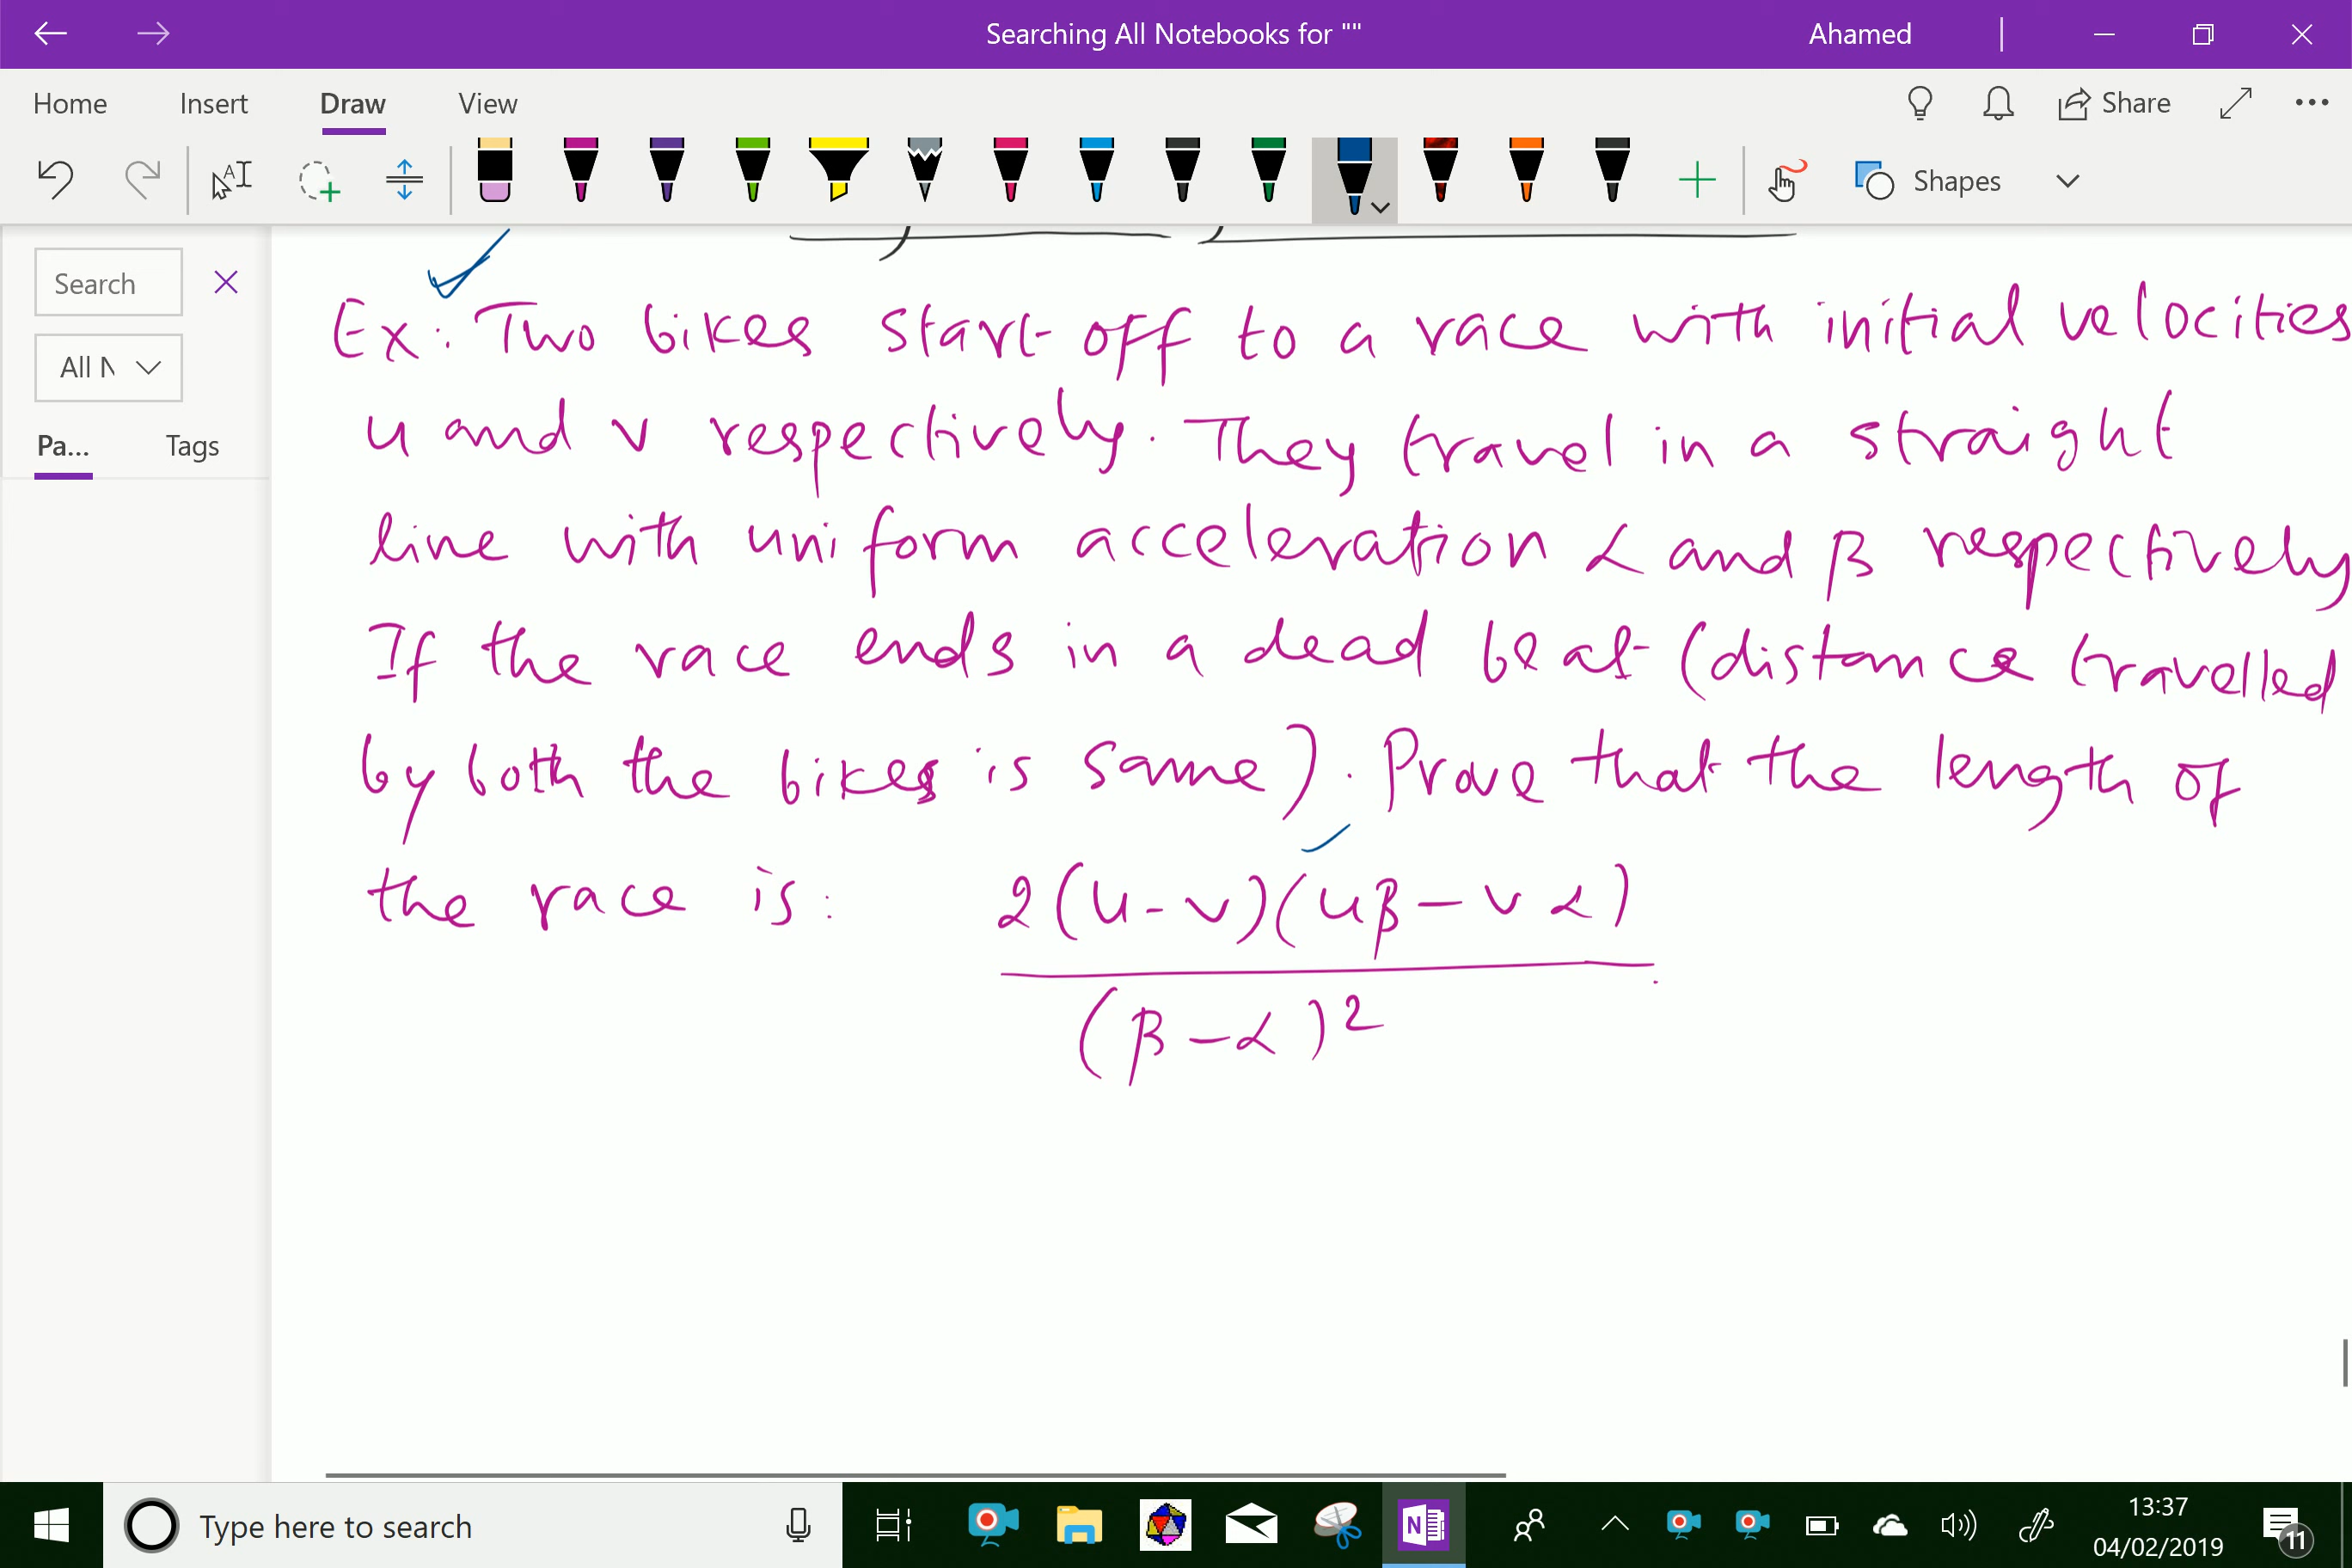 Searching All Notebooks for ""
Ahamed
Home Insert Draw View
Share
Shapes
Search
All N
Pa... Tags
Ex: Two bikes start off to a race with initial velocities
u and v respectively. They travel in a straight
line with uniform acceleration α and β respectively
If the race ends in a dead beat (distance travelled
by both the bikes is same). Prove that the length of
the race is: 2(u-v)(uβ-vα)
(β-α)²
Type here to search
13:37
04/02/2019
11